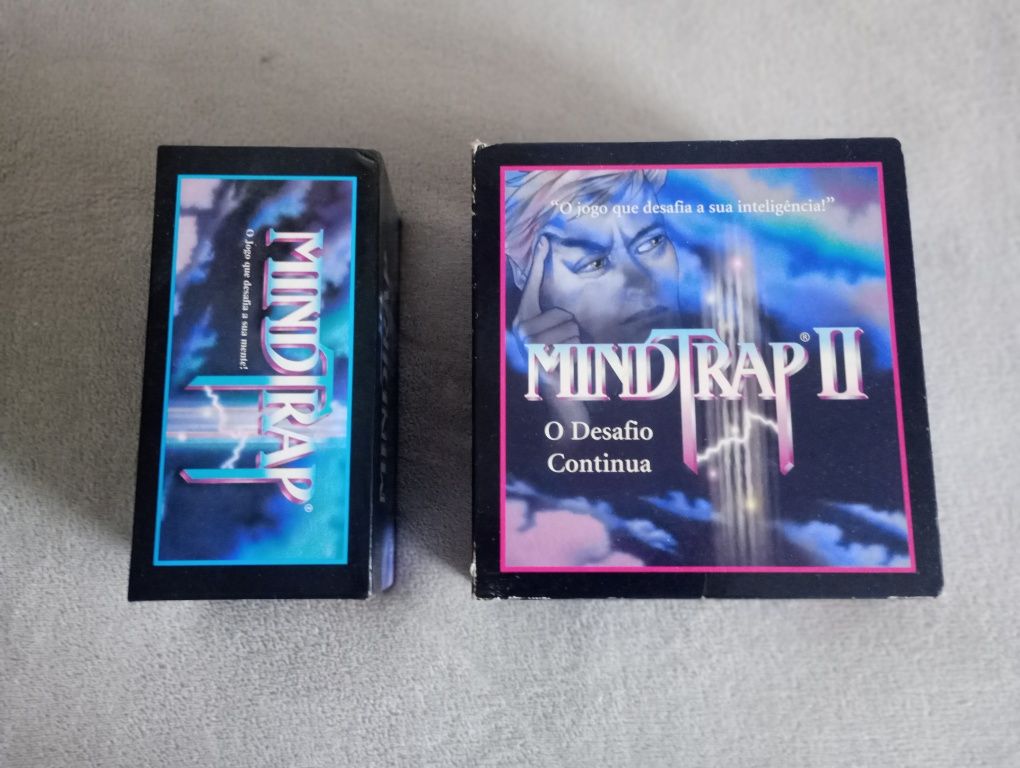 MINDTRAP®
O jogo que desafia a sua mente!
"O jogo que desafia a sua inteligência!"
MINDTRAP® II
O Desafio
Continua